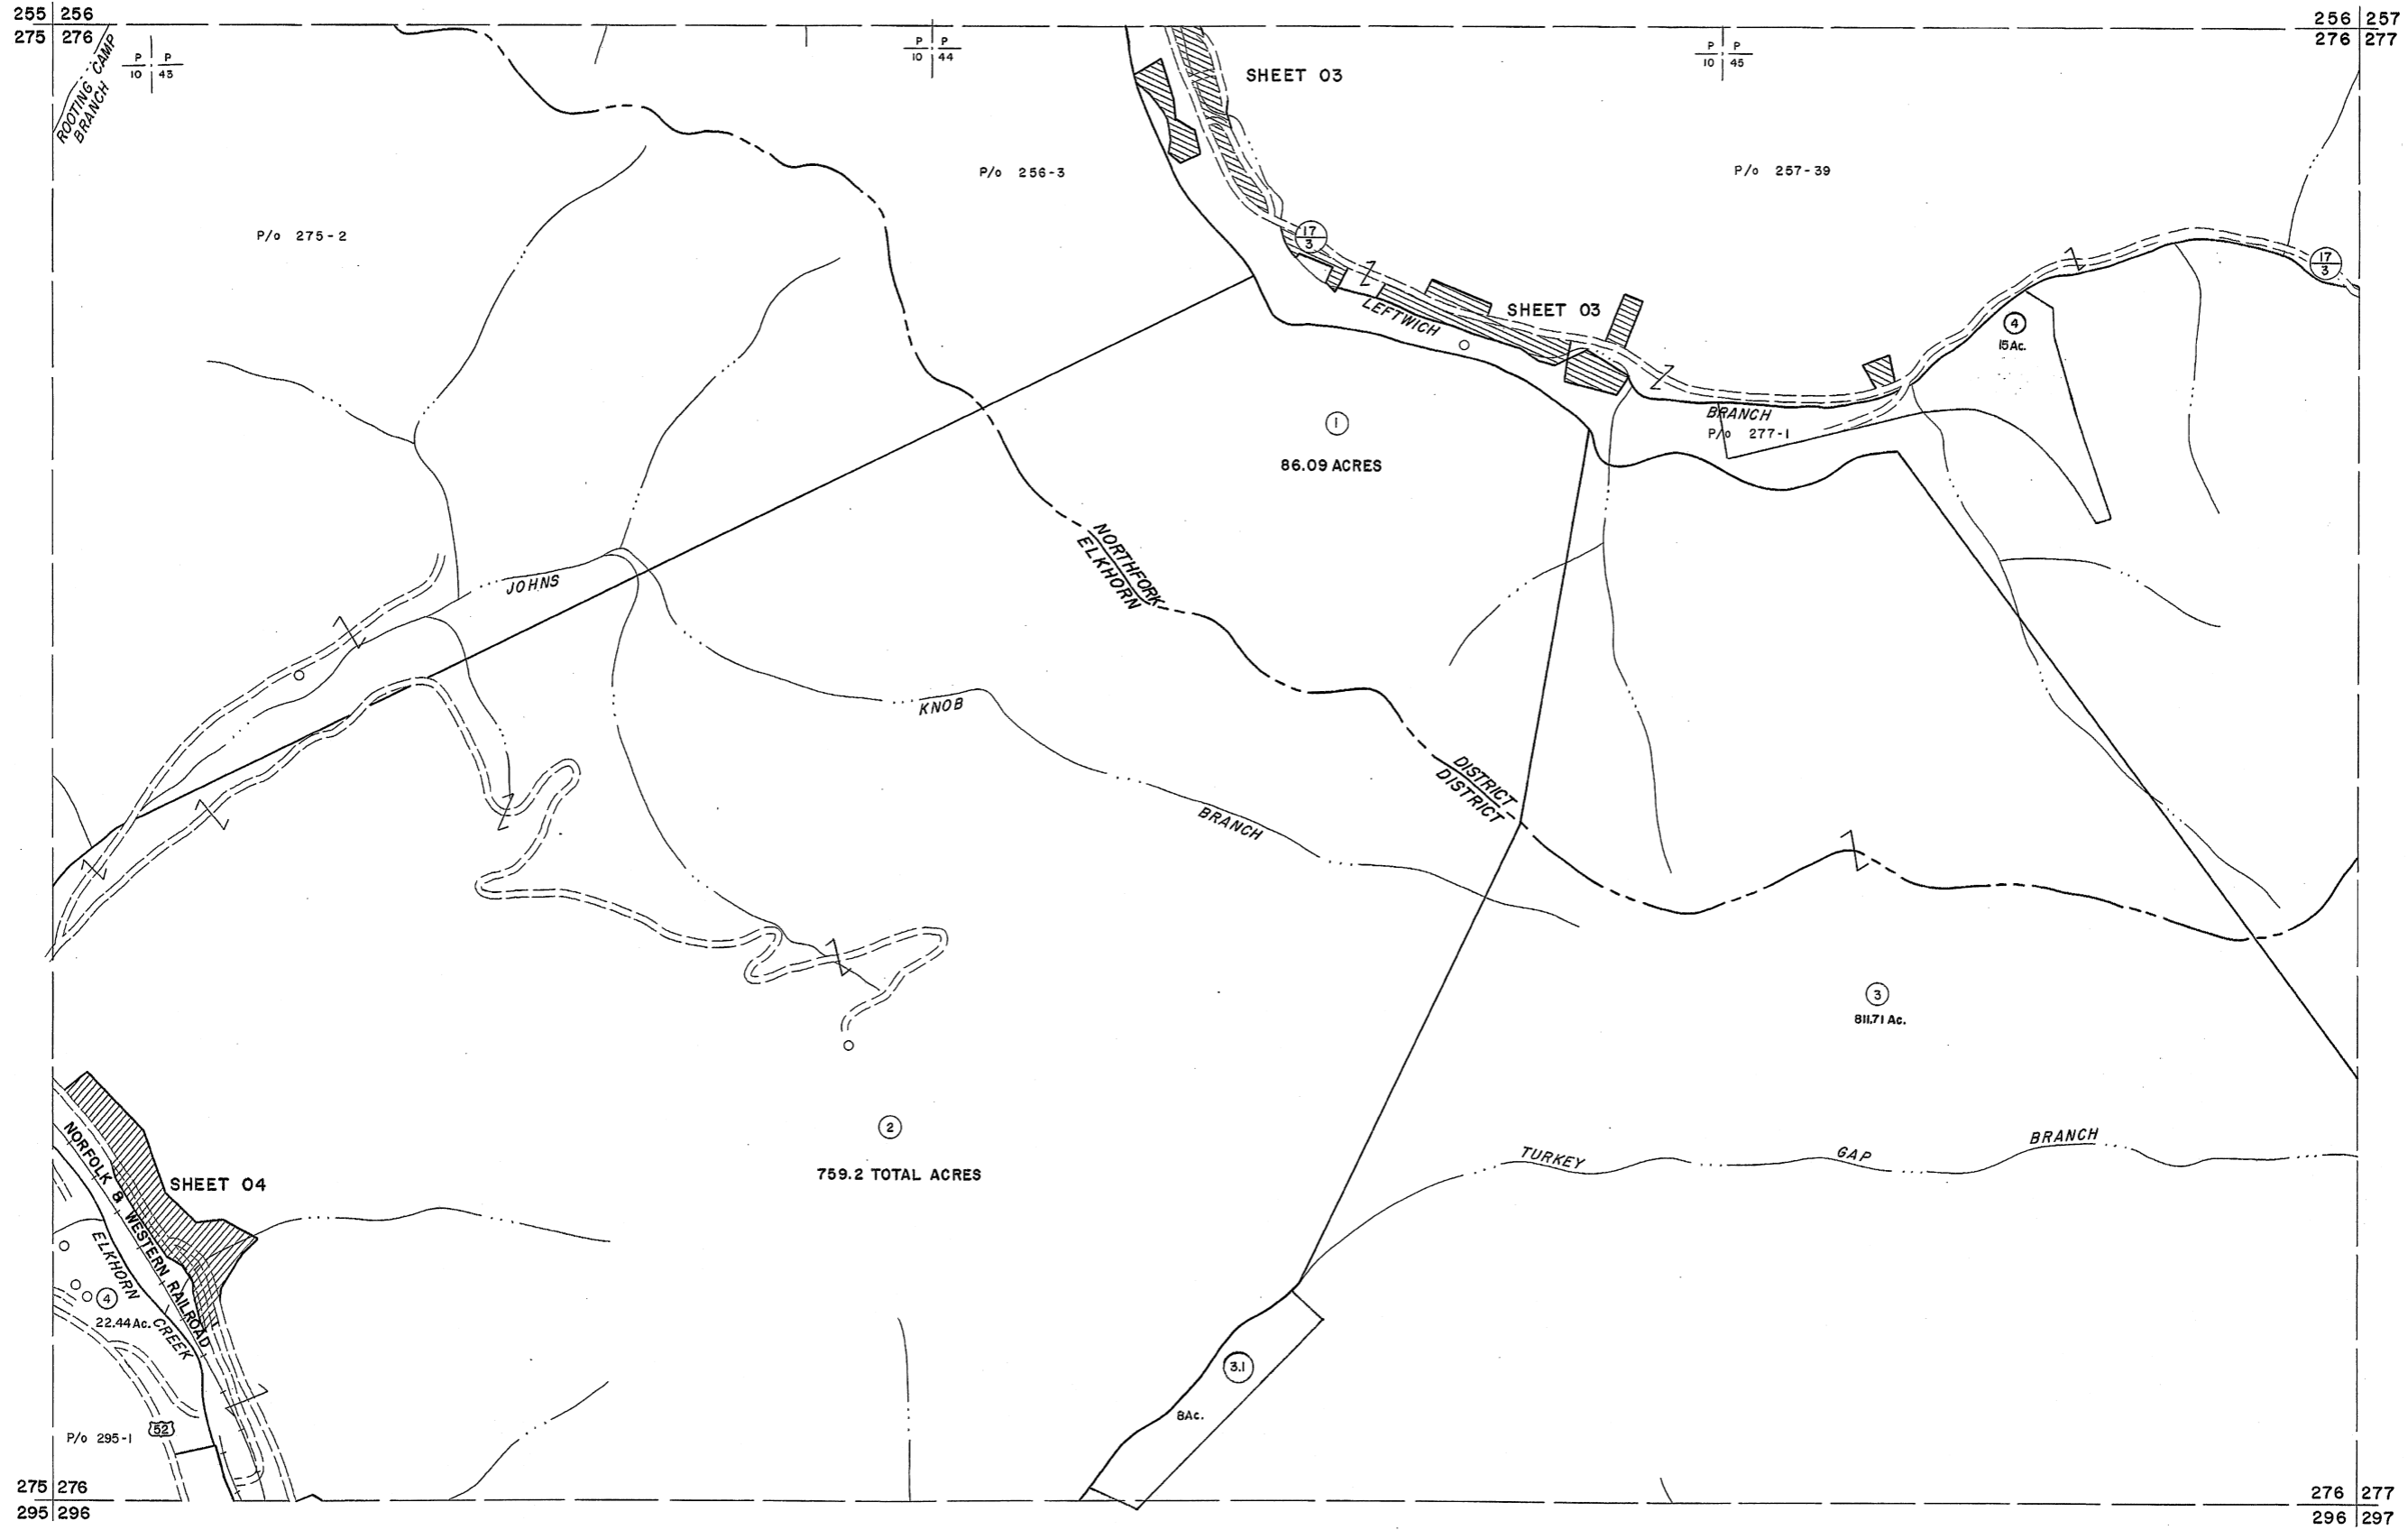 255 256
275 276
256 257
276 277
ROOTING CAMP
BRANCH
P P
10 43
P P
10 44
P P
10 45
SHEET 03
P/o 256-3
P/o 257-39
P/o 275-2
17
3
17
3
LEFTWICH
SHEET 03
4
15 Ac.
BRANCH
P/o 277-1
1
86.09 ACRES
NORTHFORK
ELKHORN
JOHNS
KNOB
BRANCH
DISTRICT
DISTRICT
3
811.71 Ac.
2
759.2 TOTAL ACRES
TURKEY GAP BRANCH
NORFOLK & WESTERN RAILROAD
SHEET 04
ELKHORN
CREEK
4
22.44 Ac.
3.1
8 Ac.
52
P/o 295-1
275 276
295 296
276 277
296 297